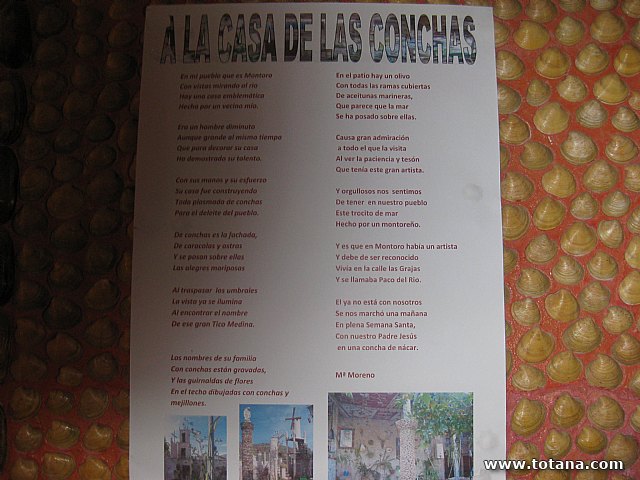 A LA CASA DE LAS CONCHAS
En mi pueblo que es Montoro
Con vistas mirando al río
Hay una casa emblemática
Hecha por un vecino mío.
Era un hombre diminuto
Aunque grande al mismo tiempo
Que para decorar su casa
Ha demostrado su talento.
Con sus manos y su esfuerzo
Su casa fue construyendo
Toda plasmada de conchas
Para el deleite del pueblo.
De conchas es la fachada,
De caracolas y ostras
Y se posan sobre ellas
Las alegres mariposas
Al traspasar los umbrales
La vista ya se ilumina
Al encontrar el nombre
De ese gran Tico Medina.
Los nombres de su familia
Con conchas están gravados,
Y las guirnaldas de flores
En el techo dibujadas con conchas y
mejillones.
En el patio hay un olivo
Con todas las ramas cubiertas
De aceitunas marineras,
Que parece que la mar
Se ha posado sobre ellas.
Causa gran admiración
a todo el que la visita
Al ver la paciencia y tesón
Que tenía este gran artista.
Y orgullosos nos sentimos
De tener en nuestro pueblo
Este trocito de mar
Hecho por un montoreño.
Y es que en Montoro había un artista
Y debe de ser reconocido
Vivía en la calle las Grajas
Y se llamaba Paco del Rio.
El ya no está con nosotros
Se nos marchó una mañana
En plena Semana Santa,
Con nuestro Padre Jesús
en una concha de nácar.
Mª Moreno
www.totana.com